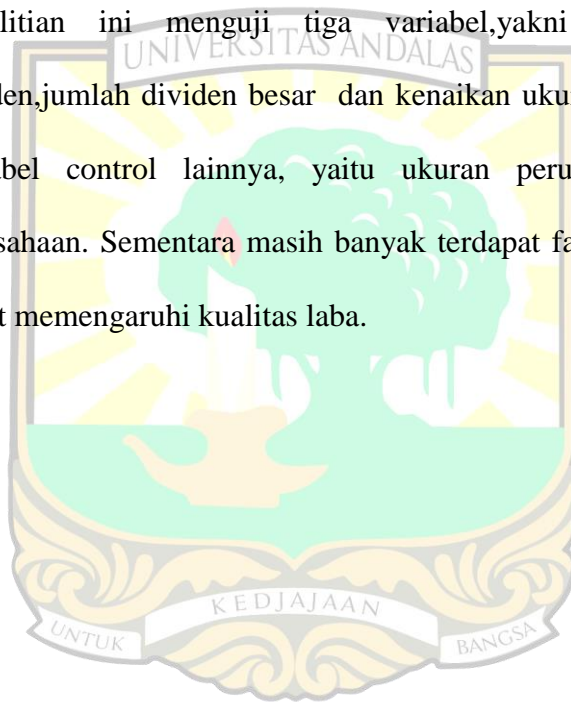 litian ini menguji tiga variabel,yakni
UNIVERSITAS ANDALAS
den,jumlah dividen besar dan kenaikan uku
bel control lainnya, yaitu ukuran peru
sahaan. Sementara masih banyak terdapat fa
t memengaruhi kualitas laba.
KEDJAJAAN
UNTUK BANGSA